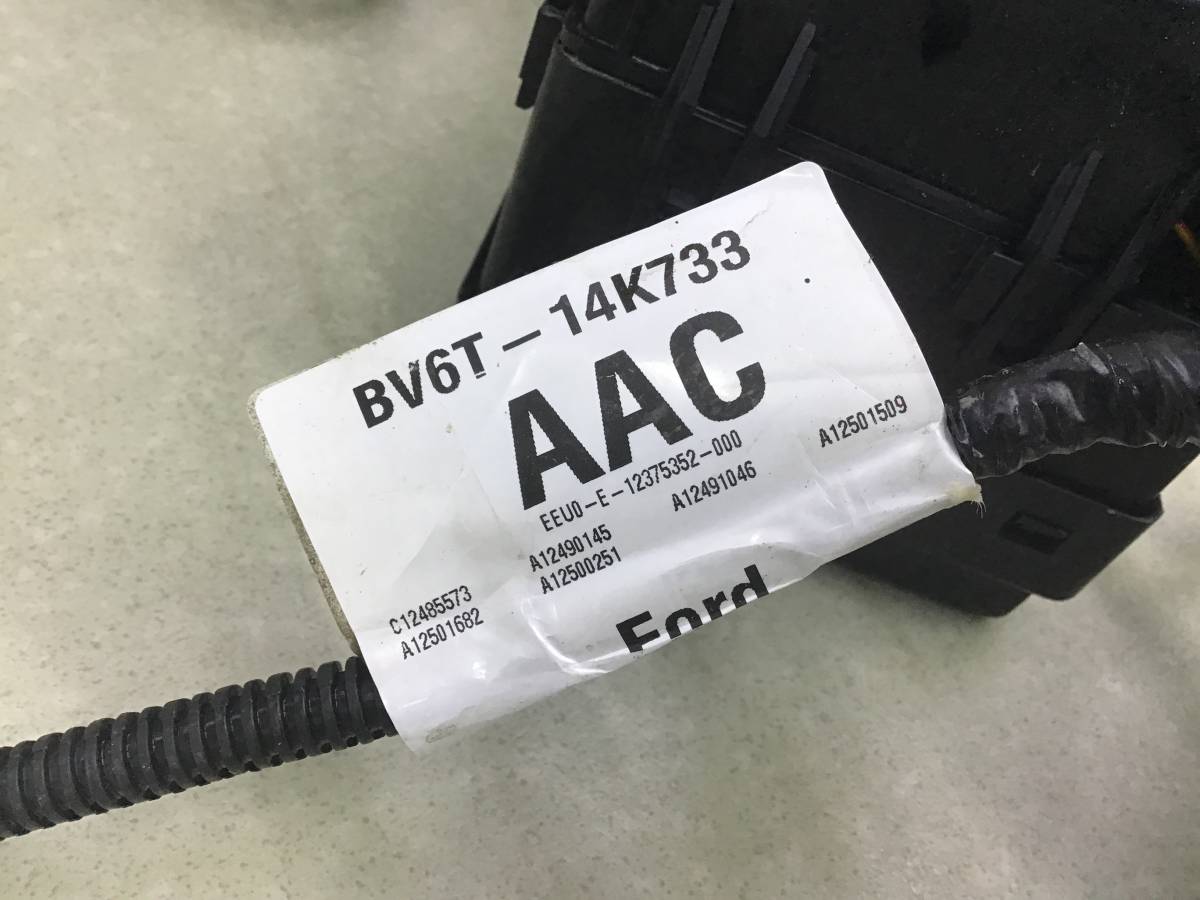 BV6T-14K733
AAC
EEU0-E-12375352-000
A12490145 A12491046 A12501509
A12500251
C12485573
A12501682
Ford